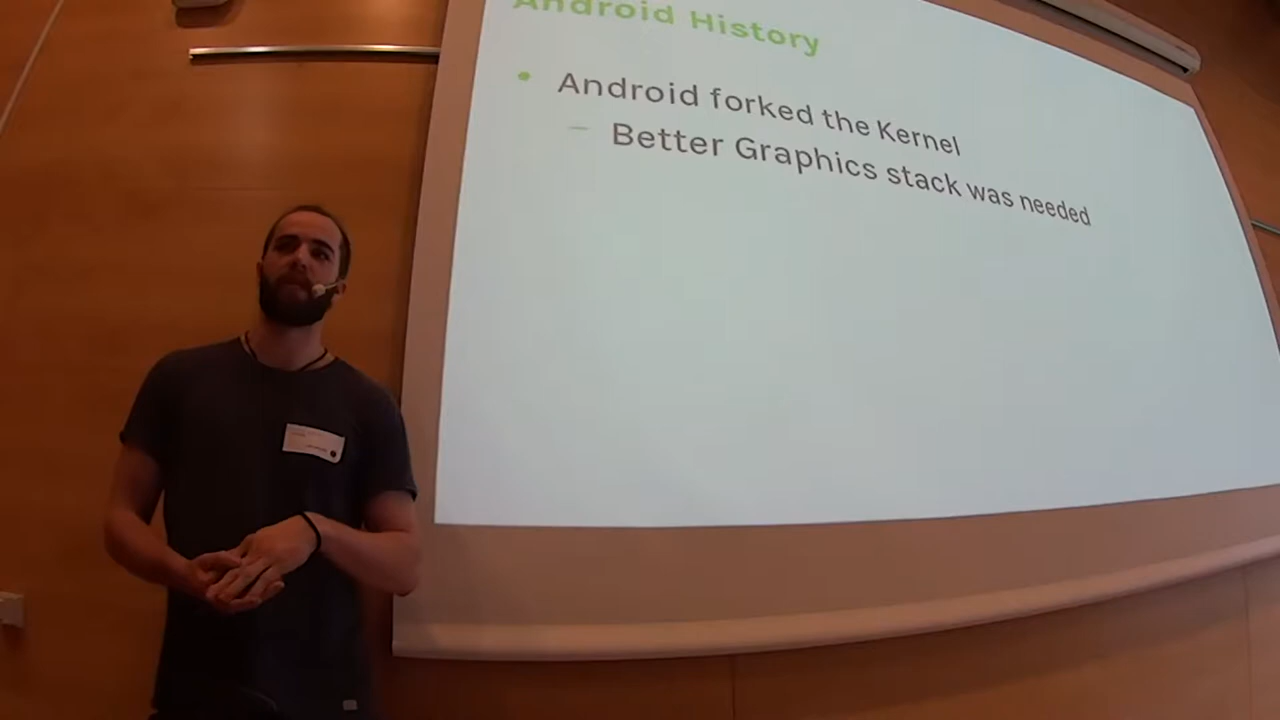 Android History
Android forked the Kernel
Better Graphics stack was needed